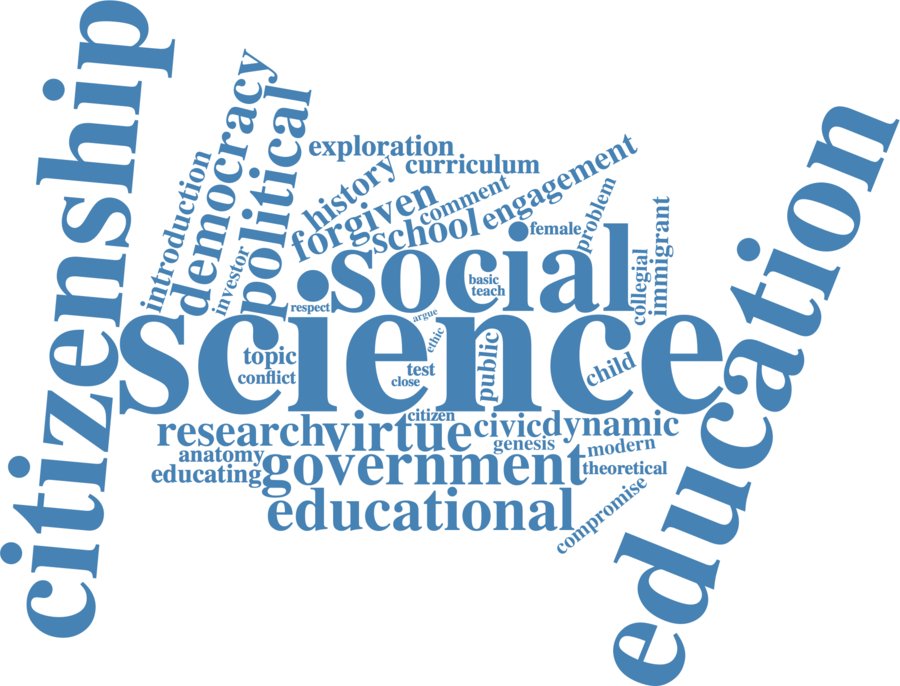 citizenship
education
democracy
political
introduction
investor
exploration
curriculum
history
forgiven
comment
school
engagement
female
problem
social
basic
teach
collegial
immigrant
respect
argue
science
ethic
topic
conflict
test
close
public
child
citizen
research
virtue
civic
dynamic
genesis
modern
anatomy
educating
government
theoretical
educational
compromise